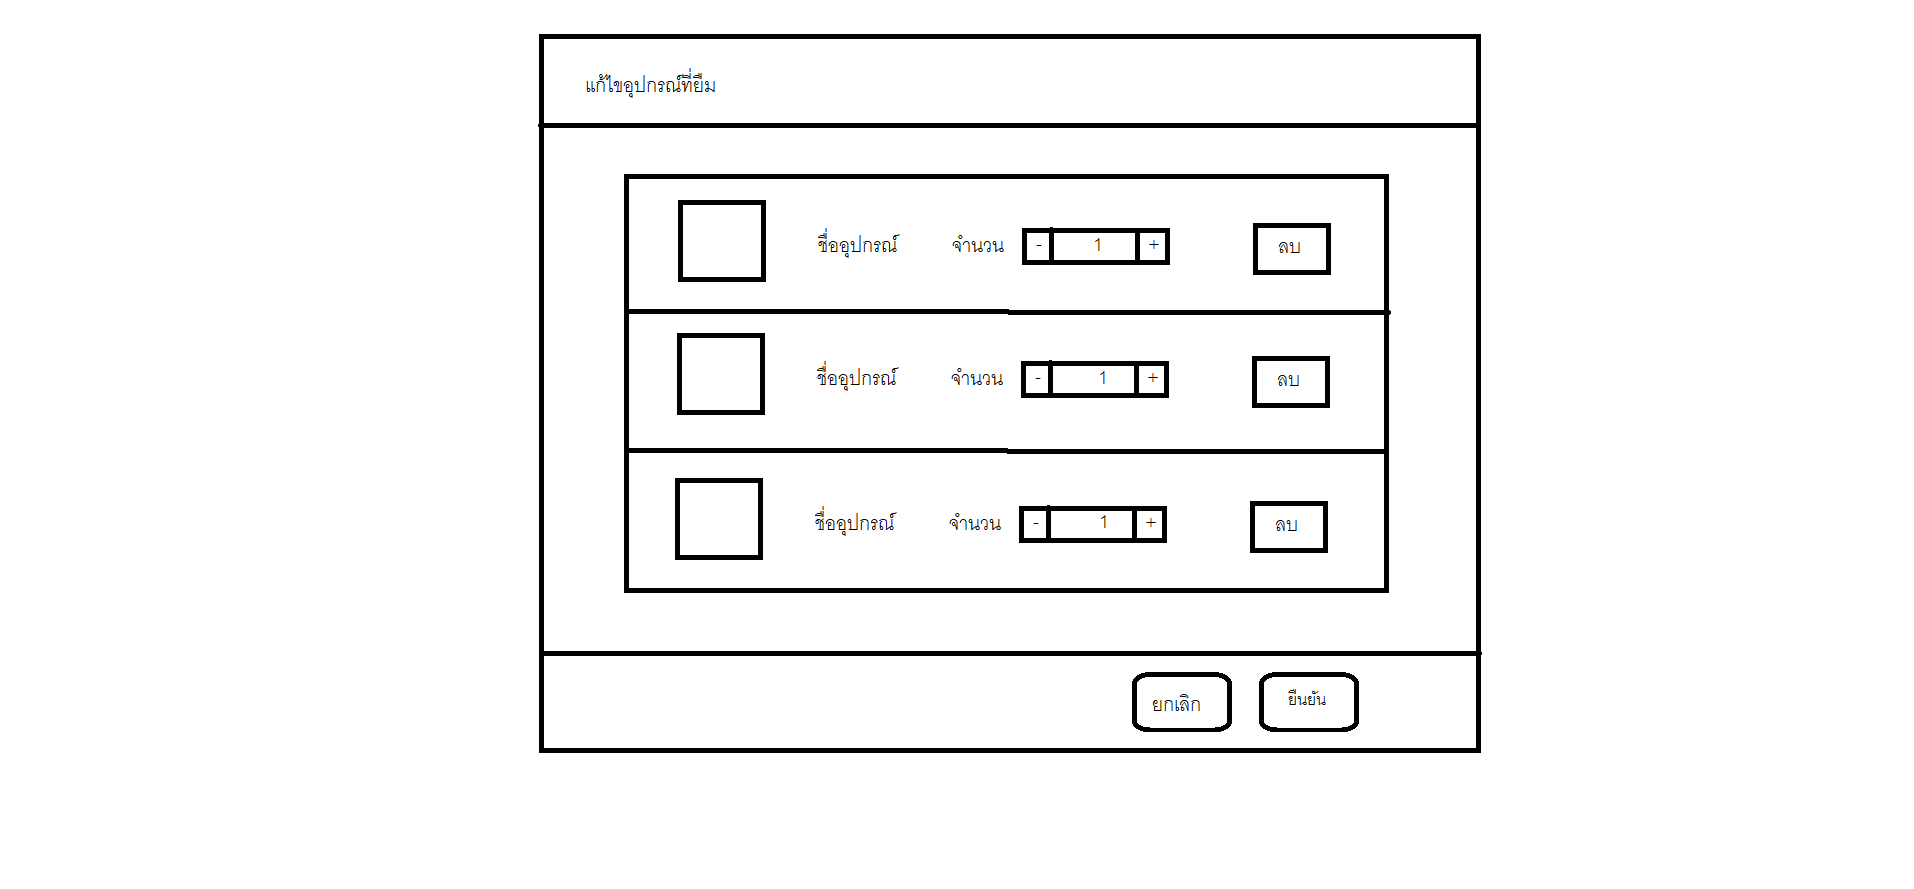 แก้ไขอุปกรณ์ที่ยืม
ชื่ออุปกรณ์ จำนวน - 1 + ลบ
ชื่ออุปกรณ์ จำนวน - 1 + ลบ
ชื่ออุปกรณ์ จำนวน - 1 + ลบ
ยกเลิก ยืนยัน